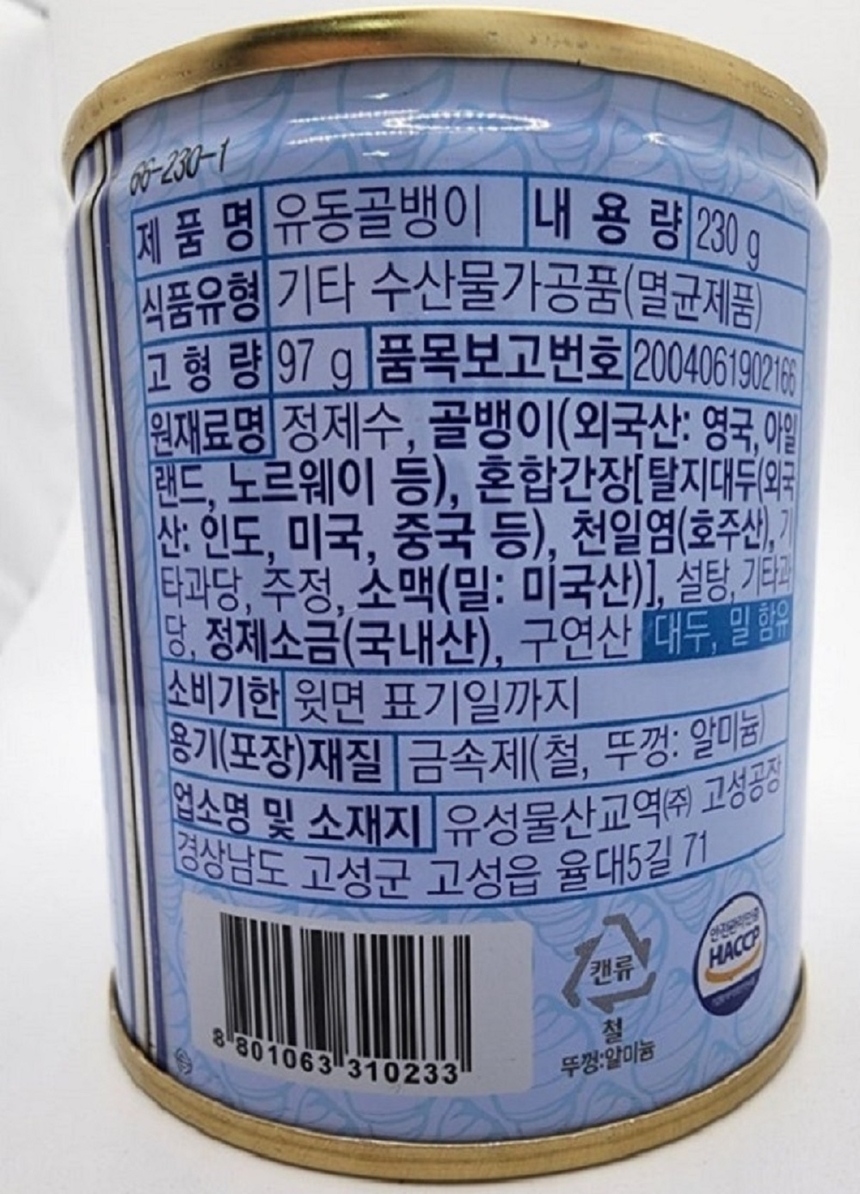 66-230-1
제 품 명 유동골뱅이 내 용 량 230 g
식품유형 기타 수산물가공품(멸균제품)
고 형 량 97 g 품목보고번호 2004061902166
원재료명 정제수, 골뱅이(외국산: 영국, 아일
랜드, 노르웨이 등), 혼합간장[탈지대두(외국
산: 인도, 미국, 중국 등), 천일염(호주산), 기
타과당, 주정, 소맥(밀: 미국산)], 설탕, 기타과
당, 정제소금(국내산), 구연산 대두, 밀 함유
소비기한 윗면 표기일까지
용기(포장)재질 금속제(철, 뚜껑: 알미늄)
업소명 및 소재지 유성물산교역(주) 고성공장
경상남도 고성군 고성읍 율대5길 71
8 801063 310233
캔류
철
뚜껑:알미늄
안전관리인증
HACCP